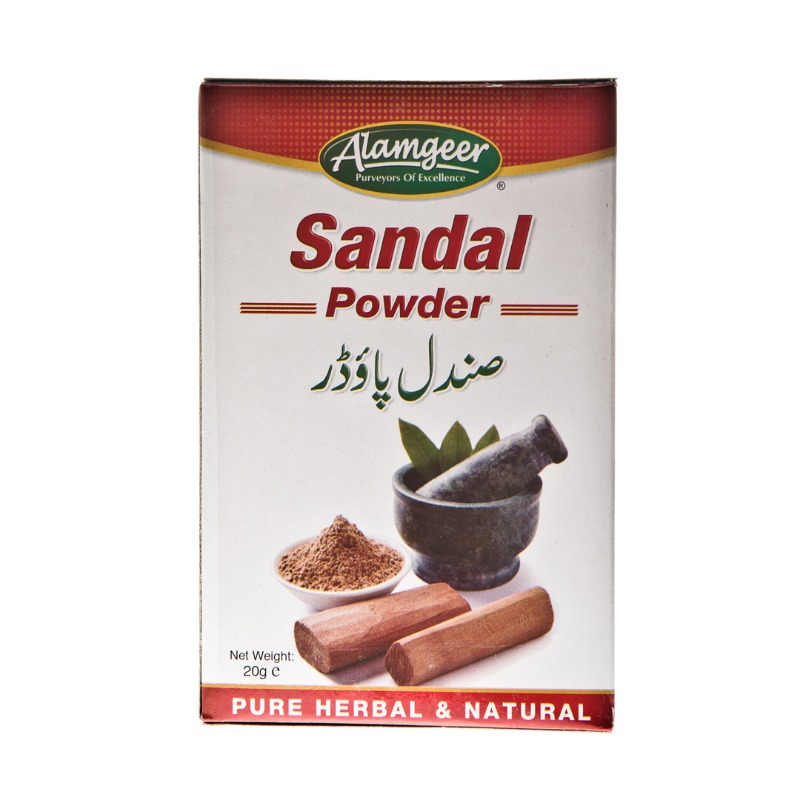 Alamgeer
Purveyors Of Excellence
®
Sandal
Powder
صندل پاؤڈر
Net Weight:
20g ℮
PURE HERBAL & NATURAL